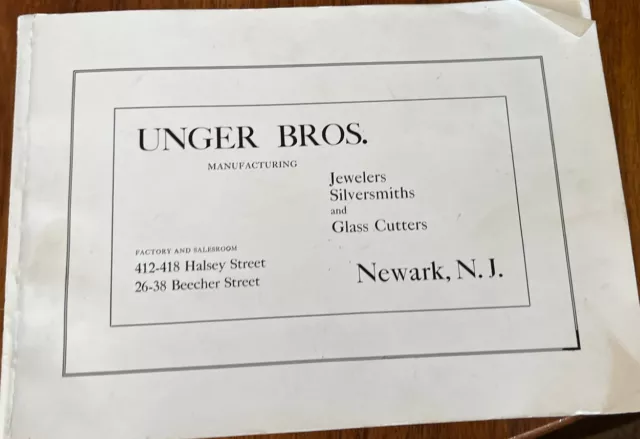 UNGER BROS.
MANUFACTURING
Jewelers
Silversmiths
and
Glass Cutters
FACTORY AND SALESROOM
412-418 Halsey Street
26-38 Beecher Street
Newark, N. J.